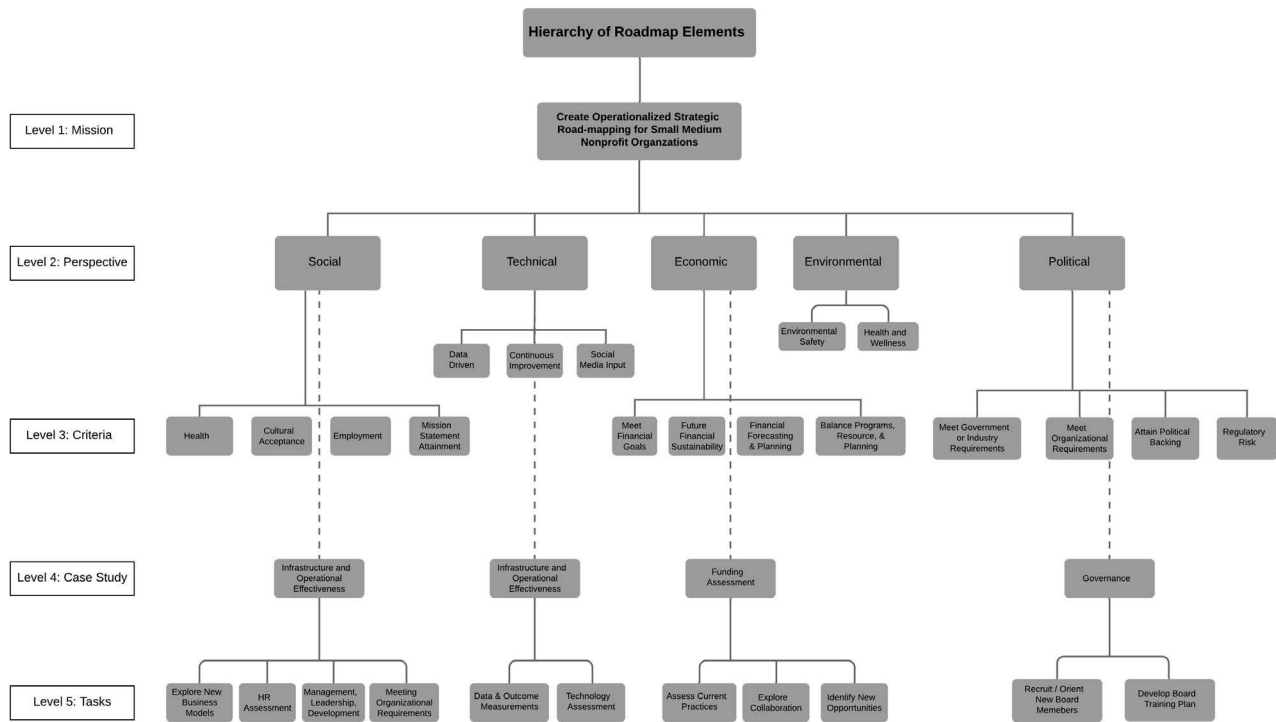 Hierarchy of Roadmap Elements
Level 1: Mission
Create Operationalized Strategic
Road-mapping for Small Medium
Nonprofit Organzations
Level 2: Perspective
Social
Technical
Economic
Environmental
Political
Environmental
Safety
Health and
Wellness
Data
Driven
Continuous
Improvement
Social
Media Input
Level 3: Criteria
Health
Cultural
Acceptance
Employment
Mission
Statement
Attainment
Meet
Financial
Goals
Future
Financial
Sustainability
Financial
Forecasting
& Planning
Balance Programs,
Resource, &
Planning
Meet Government
or Industry
Requirements
Meet
Organizational
Requirements
Attain Political
Backing
Regulatory
Risk
Level 4: Case Study
Infrastructure and
Operational
Effectiveness
Infrastructure and
Operational
Effectiveness
Funding
Assessment
Governance
Level 5: Tasks
Explore New
Business
Models
HR
Assessment
Management,
Leadership,
Development
Meeting
Organizational
Requirements
Data & Outcome
Measurements
Technology
Assessment
Assess Current
Practices
Explore
Collaboration
Identify New
Opporrtunities
Recruit / Orient
New Board
Memebers
Develop Board
Training Plan